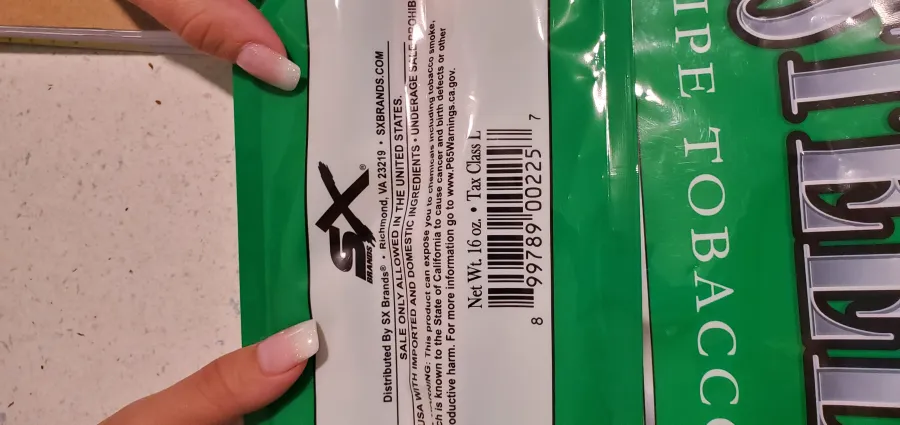 SX
BRANDS
®
Distributed By SX Brands® • Richmond, VA 23219 • SXBRANDS.COM
SALE ONLY ALLOWED IN THE UNITED STATES.
USA WITH IMPORTED AND DOMESTIC INGREDIENTS • UNDERAGE SALE PROHIB
WARNING: This product can expose you to chemicals including tobacco smoke,
ch is known to the State of California to cause cancer and birth defects or other
oductive harm. For more information go to www.P65Warnings.ca.gov.
Net Wt. 16 oz. • Tax Class L
8 99789 00225 7
IPE TOBACC
STEEL